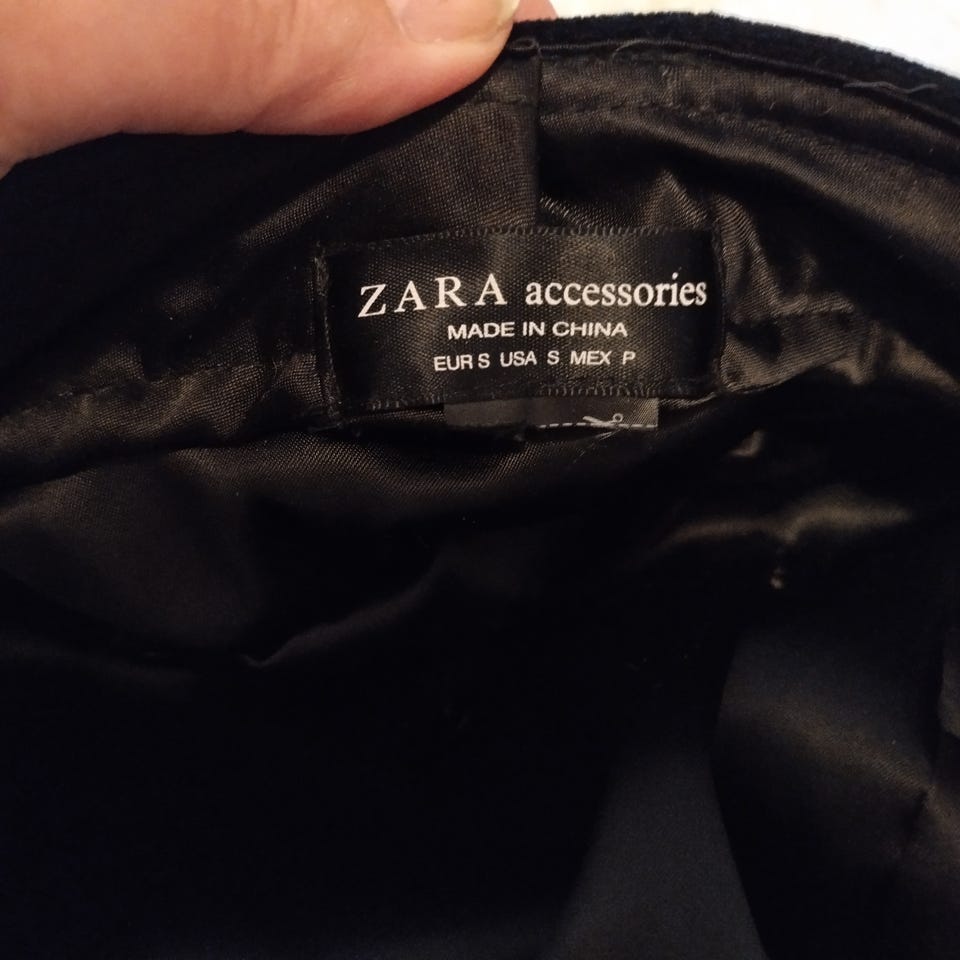 ZARA accessories
MADE IN CHINA
EUR S USA S MEX P